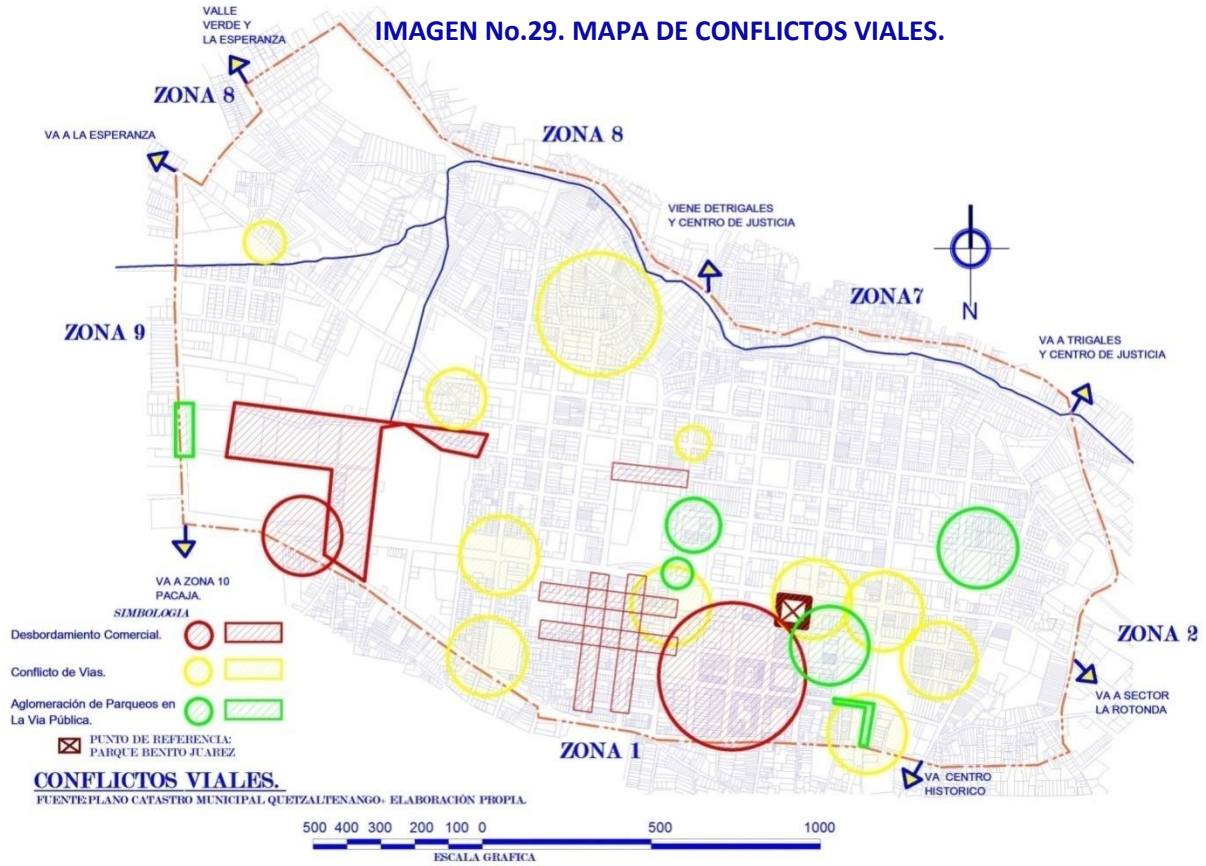 IMAGEN No.29. MAPA DE CONFLICTOS VIALES.
VALLE
VERDE Y
LA ESPERANZA
ZONA 8
VA A LA ESPERANZA
ZONA 8
VIENE DETRIGALES
Y CENTRO DE JUSTICIA
N
ZONA7
ZONA 9
VA A TRIGALES
Y CENTRO DE JUSTICIA
VA A ZONA 10
PACAJA.
SIMBOLOGIA
Desbordamiento Comercial.
Conflicto de Vias.
Aglomeración de Parqueos en
La Via Pública.
PUNTO DE REFERENCIA:
PARQUE BENITO JUAREZ
ZONA 2
VA A SECTOR
LA ROTONDA
ZONA 1
VA CENTRO
HISTORICO
CONFLICTOS VIALES.
FUENTE:PLANO CATASTRO MUNICIPAL QUETZALTENANGO+ ELABORACIÓN PROPIA.
500 400 300 200 100 0 500 1000
ESCALA GRAFICA